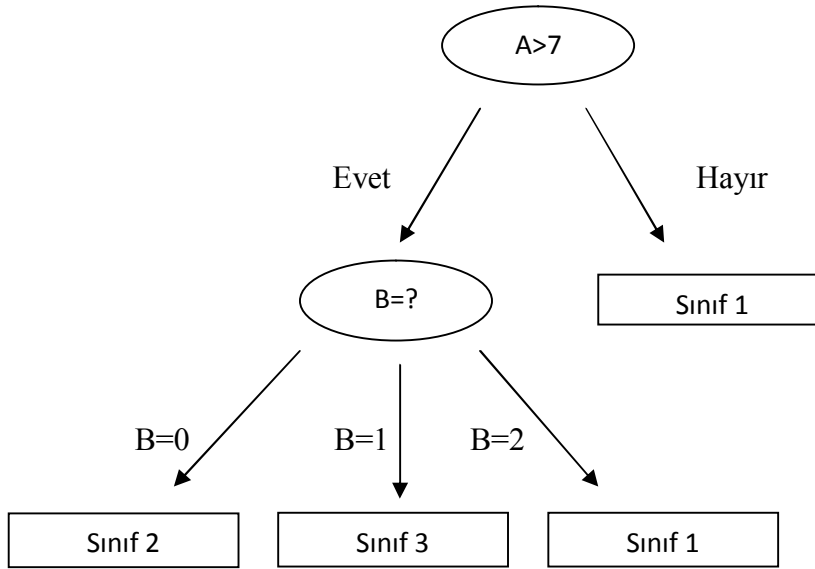 A>7
Evet
Hayır
B=?
Sınıf 1
B=0
B=1
B=2
Sınıf 2
Sınıf 3
Sınıf 1